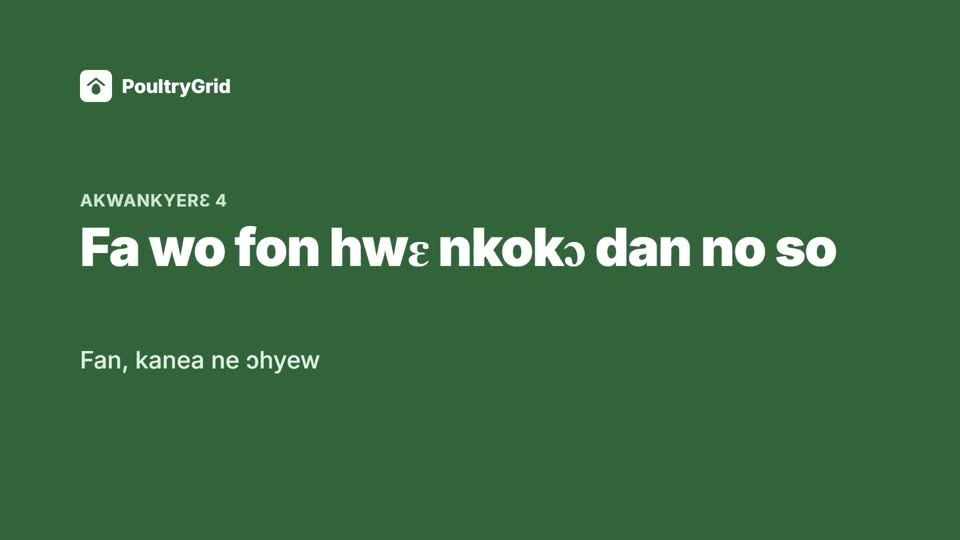 PoultryGrid
AKWANKYERƐ 4
Fa wo fon hwɛ nkokɔ dan no so
Fan, kanea ne ɔhyew